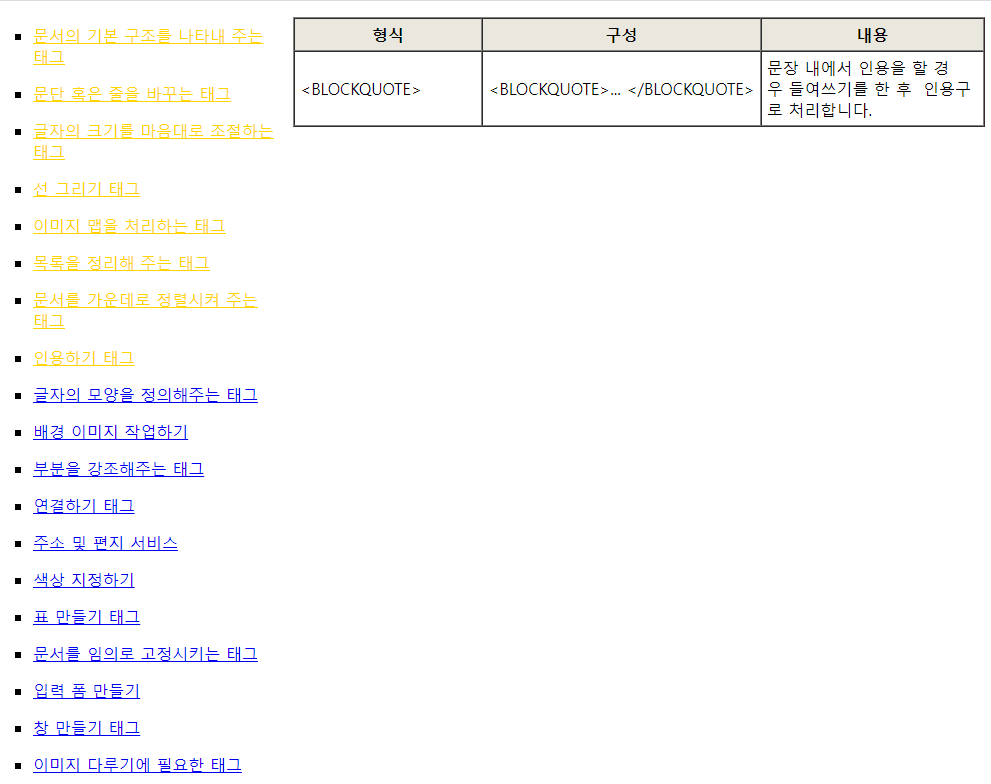 문서의 기본 구조를 나타내 주는
태그
문단 혹은 줄을 바꾸는 태그
글자의 크기를 마음대로 조절하는
태그
선 그리기 태그
이미지 맵을 처리하는 태그
목록을 정리해 주는 태그
문서를 가운데로 정렬시켜 주는
태그
인용하기 태그
글자의 모양을 정의해주는 태그
배경 이미지 작업하기
부분을 강조해주는 태그
연결하기 태그
주소 및 편지 서비스
색상 지정하기
표 만들기 태그
문서를 임의로 고정시키는 태그
입력 폼 만들기
창 만들기 태그
이미지 다루기에 필요한 태그
형식 구성 내용
<BLOCKQUOTE> <BLOCKQUOTE>... </BLOCKQUOTE>
문장 내에서 인용을 할 경
우 들여쓰기를 한 후 인용구
로 처리합니다.